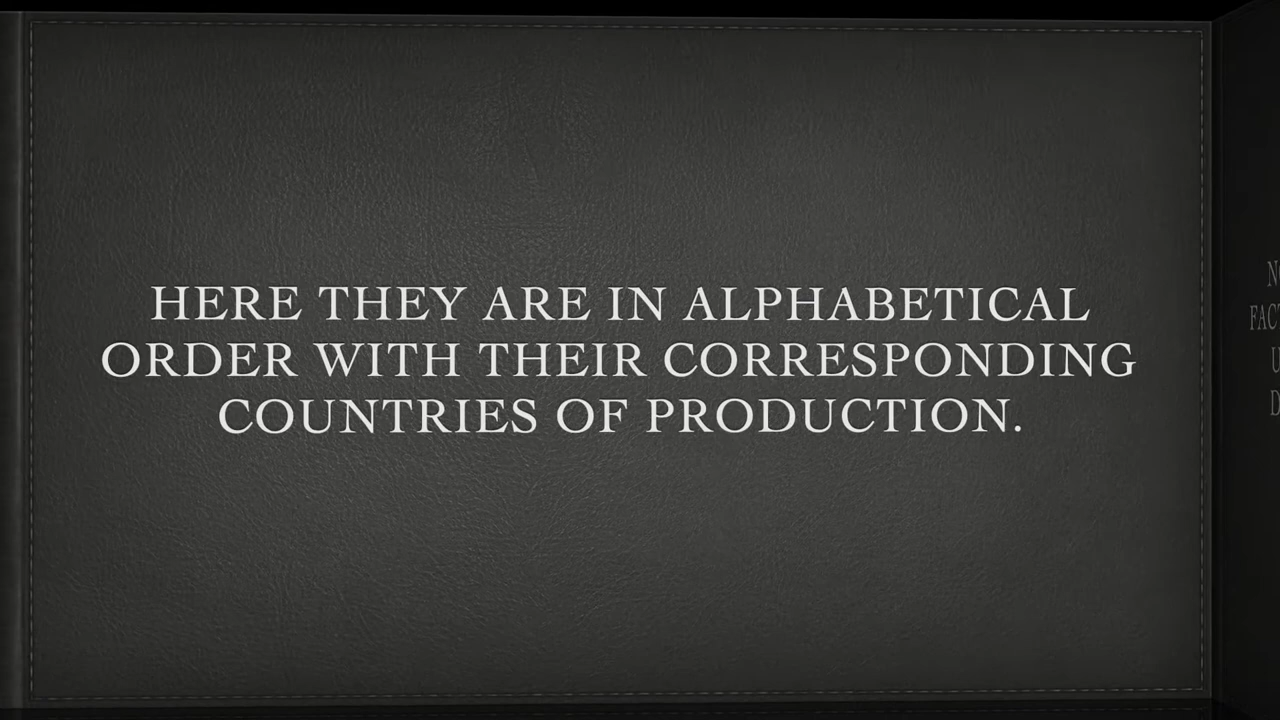 HERE THEY ARE IN ALPHABETICAL
ORDER WITH THEIR CORRESPONDING
COUNTRIES OF PRODUCTION.